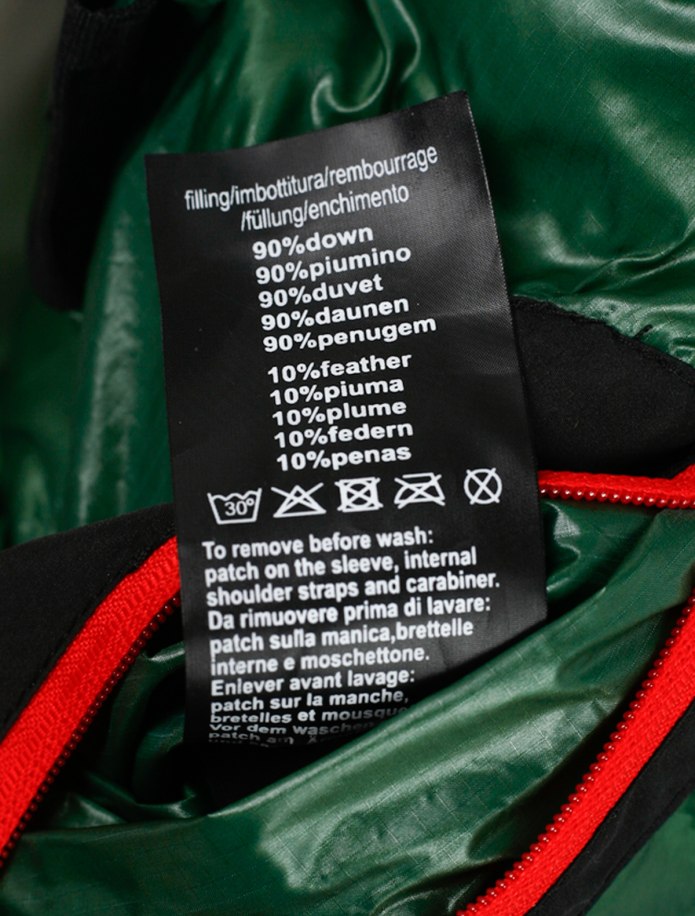 filling/imbottitura/rembourrage
/füllung/enchimento
90%down
90%piumino
90%duvet
90%daunen
90%penugem
10%feather
10%piuma
10%plume
10%federn
10%penas
30°
To remove before wash:
patch on the sleeve, internal
shoulder straps and carabiner.
Da rimuovere prima di lavare:
patch sulla manica,brettelle
interne e moschettone.
Enlever avant lavage:
patch sur la manche,
bretelles et
Vor dem
patch am